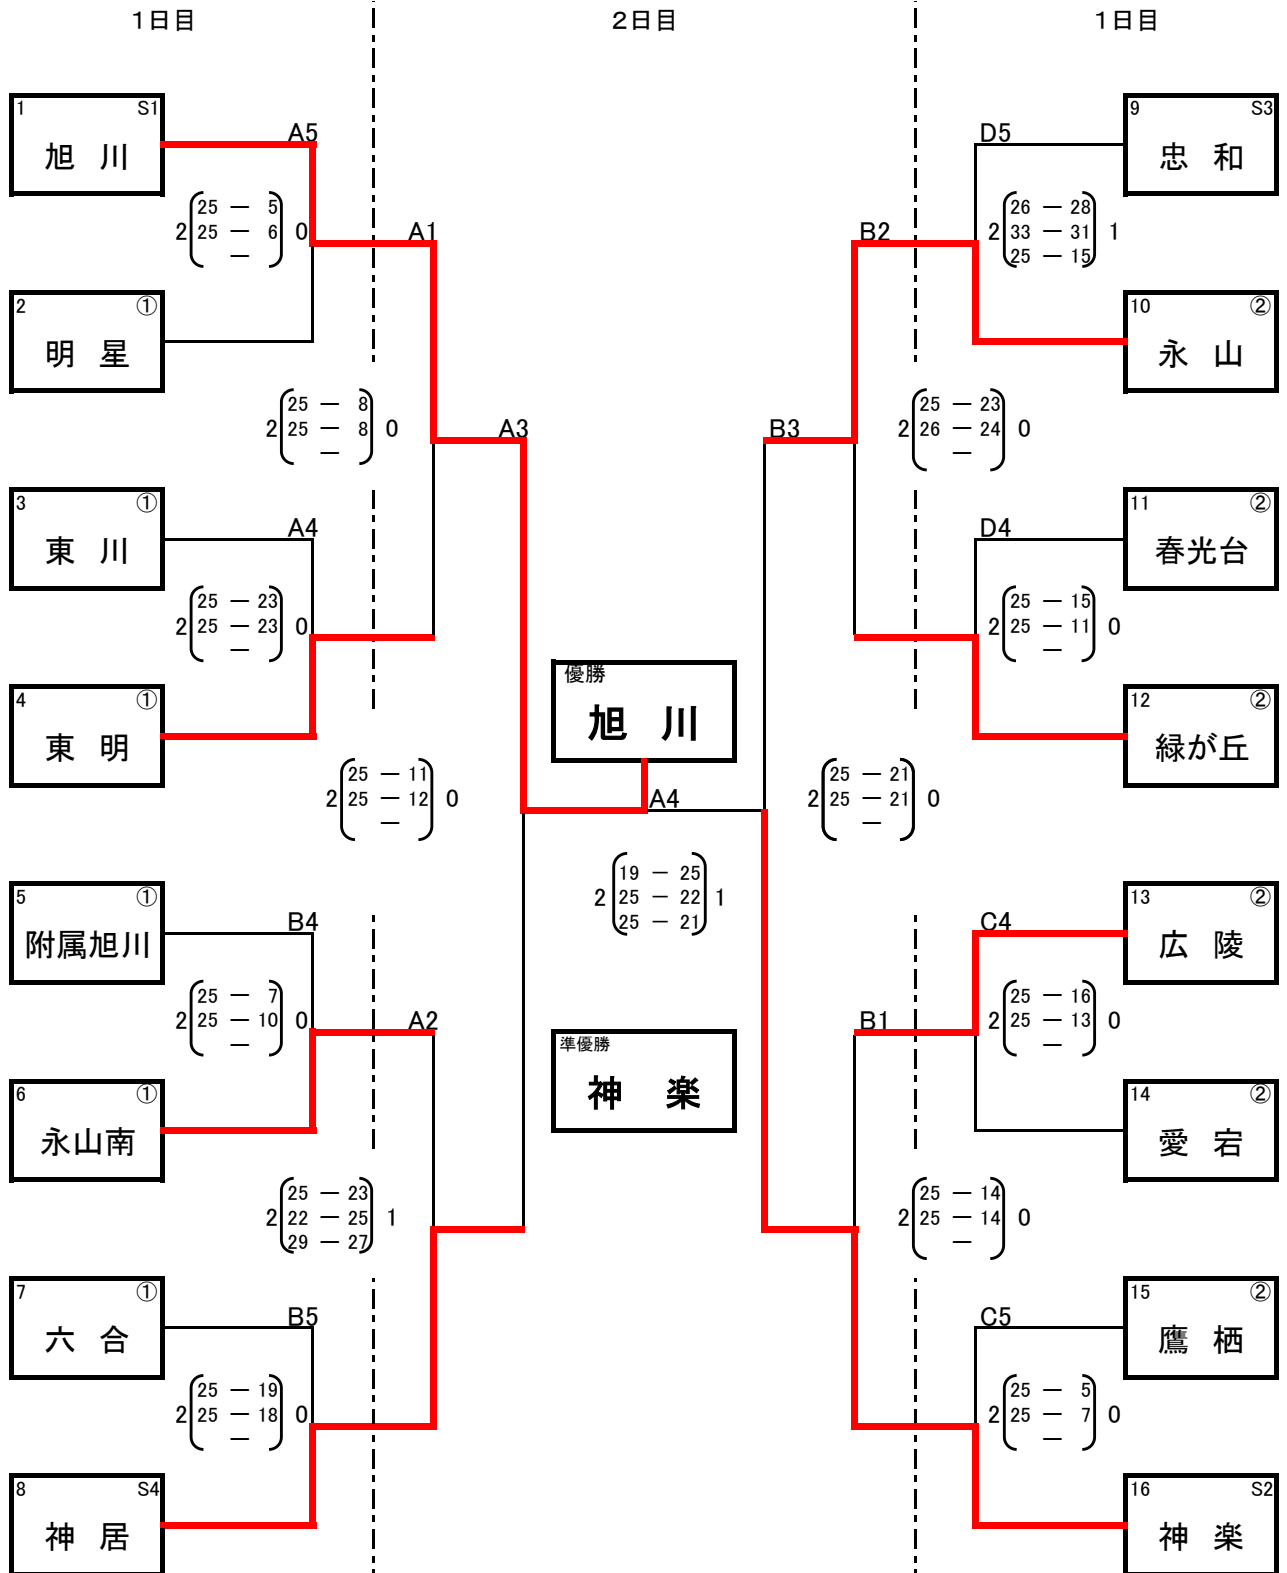 1日目
2日目
1日目
1 S1
旭 川
A5
2 25 ― 5 0
25 ― 6
―
A1
2 ①
明 星
2 25 ― 8 0
25 ― 8
―
A3
3 ①
東 川
A4
2 25 ― 23 0
25 ― 23
―
4 ①
東 明
2 25 ― 11 0
25 ― 12
―
5 ①
附属旭川
B4
2 25 ― 7 0
25 ― 10
―
A2
6 ①
永山南
2 25 ― 23 1
22 ― 25
29 ― 27
7 ①
六 合
B5
2 25 ― 19 0
25 ― 18
―
8 S4
神 居
優勝
旭 川
A4
2 19 ― 25 1
25 ― 22
25 ― 21
準優勝
神 楽
9 S3
忠 和
D5
2 26 ― 28 1
33 ― 31
25 ― 15
B2
10 ②
永 山
2 25 ― 23 0
26 ― 24
―
B3
11 ②
春光台
D4
2 25 ― 15 0
25 ― 11
―
12 ②
緑が丘
2 25 ― 21 0
25 ― 21
―
13 ②
広 陵
C4
2 25 ― 16 0
25 ― 13
―
B1
14 ②
愛 宕
2 25 ― 14 0
25 ― 14
―
15 ②
鷹 栖
C5
2 25 ― 5 0
25 ― 7
―
16 S2
神 楽